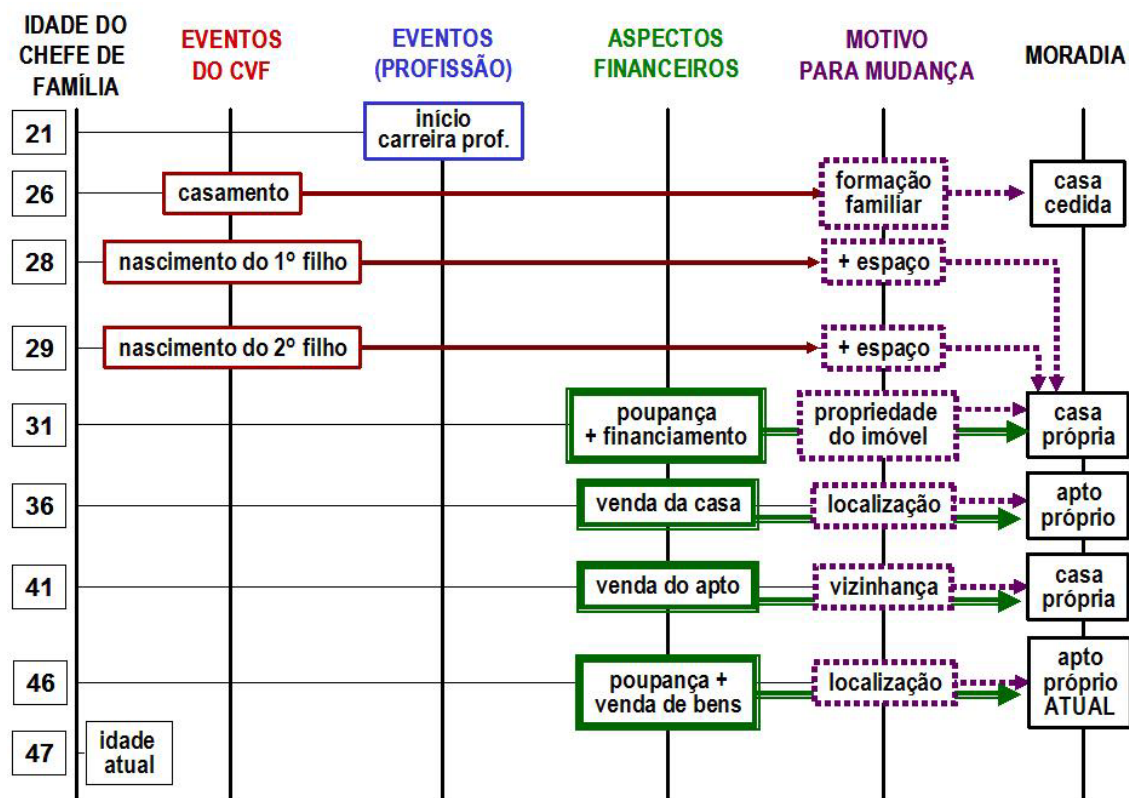 IDADE DO
CHEFE DE
FAMÍLIA
EVENTOS
DO CVF
EVENTOS
(PROFISSÃO)
ASPECTOS
FINANCEIROS
MOTIVO
PARA MUDANÇA
MORADIA
21
início
carreira prof.
26
casamento
formação
familiar
casa
cedida
28
nascimento do 1º filho
+ espaço
29
nascimento do 2º filho
+ espaço
31
poupança
+ financiamento
propriedade
do imóvel
casa
própria
36
venda da casa
localização
apto
próprio
41
venda do apto
vizinhança
casa
própria
46
poupança +
venda de bens
localização
apto
próprio
ATUAL
47
idade
atual